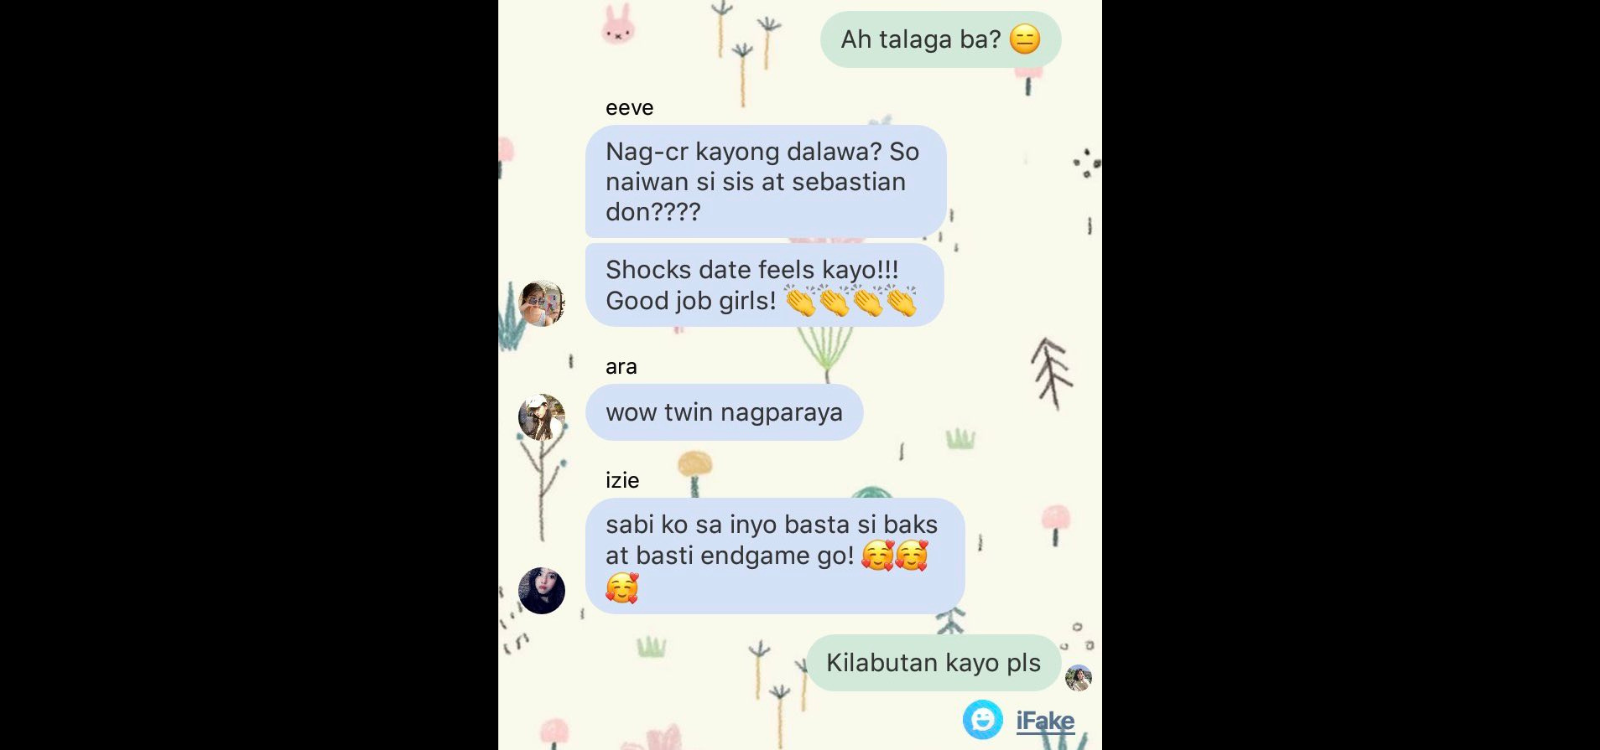 Ah talaga ba? 😑
eeve
Nag-cr kayong dalawa? So
naiwan si sis at sebastian
don????
Shocks date feels kayo!!!
Good job girls! 👏👏👏👏
ara
wow twin nagparaya
izie
sabi ko sa inyo basta si baks
at basti endgame go! 🥰🥰
🥰
Kilabutan kayo pls
iFake